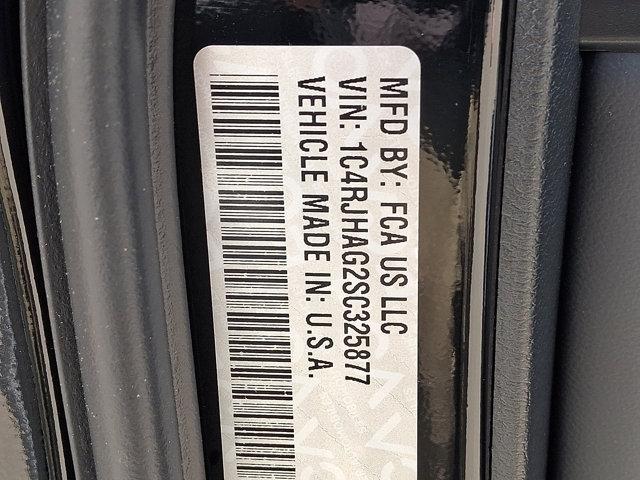 MFD BY: FCA US LLC
VIN: 1C4RJHAG2SC325877
VEHICLE MADE IN: U.S.A.